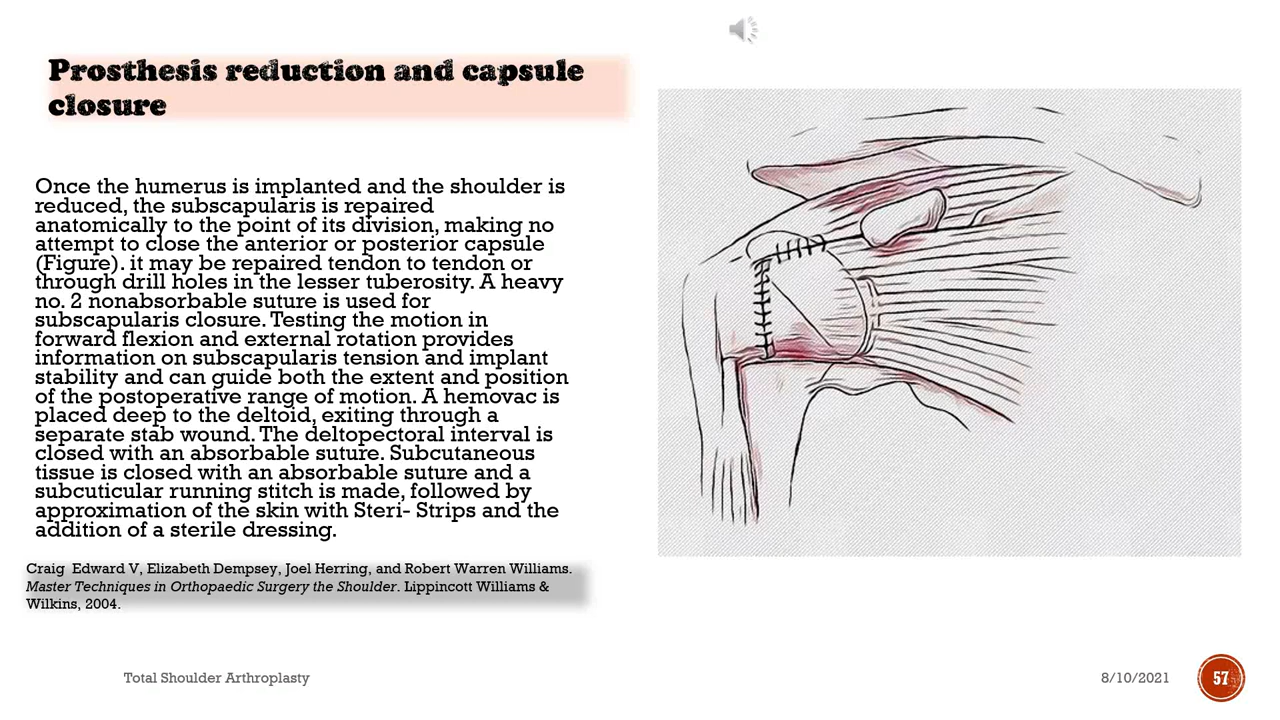 Prosthesis reduction and capsule
closure
Once the humerus is implanted and the shoulder is
reduced, the subscapularis is repaired
anatomically to the point of its division, making no
attempt to close the anterior or posterior capsule
(Figure). it may be repaired tendon to tendon or
through drill holes in the lesser tuberosity. A heavy
no. 2 nonabsorbable suture is used for
subscapularis closure. Testing the motion in
forward flexion and external rotation provides
information on subscapularis tension and implant
stability and can guide both the extent and position
of the postoperative range of motion. A hemovac is
placed deep to the deltoid, exiting through a
separate stab wound. The deltopectoral interval is
closed with an absorbable suture. Subcutaneous
tissue is closed with an absorbable suture and a
subcuticular running stitch is made, followed by
approximation of the skin with Steri- Strips and the
addition of a sterile dressing.
Craig  Edward V, Elizabeth Dempsey, Joel Herring, and Robert Warren Williams.
Master Techniques in Orthopaedic Surgery the Shoulder. Lippincott Williams &
Wilkins, 2004.
Total Shoulder Arthroplasty
8/10/2021
57